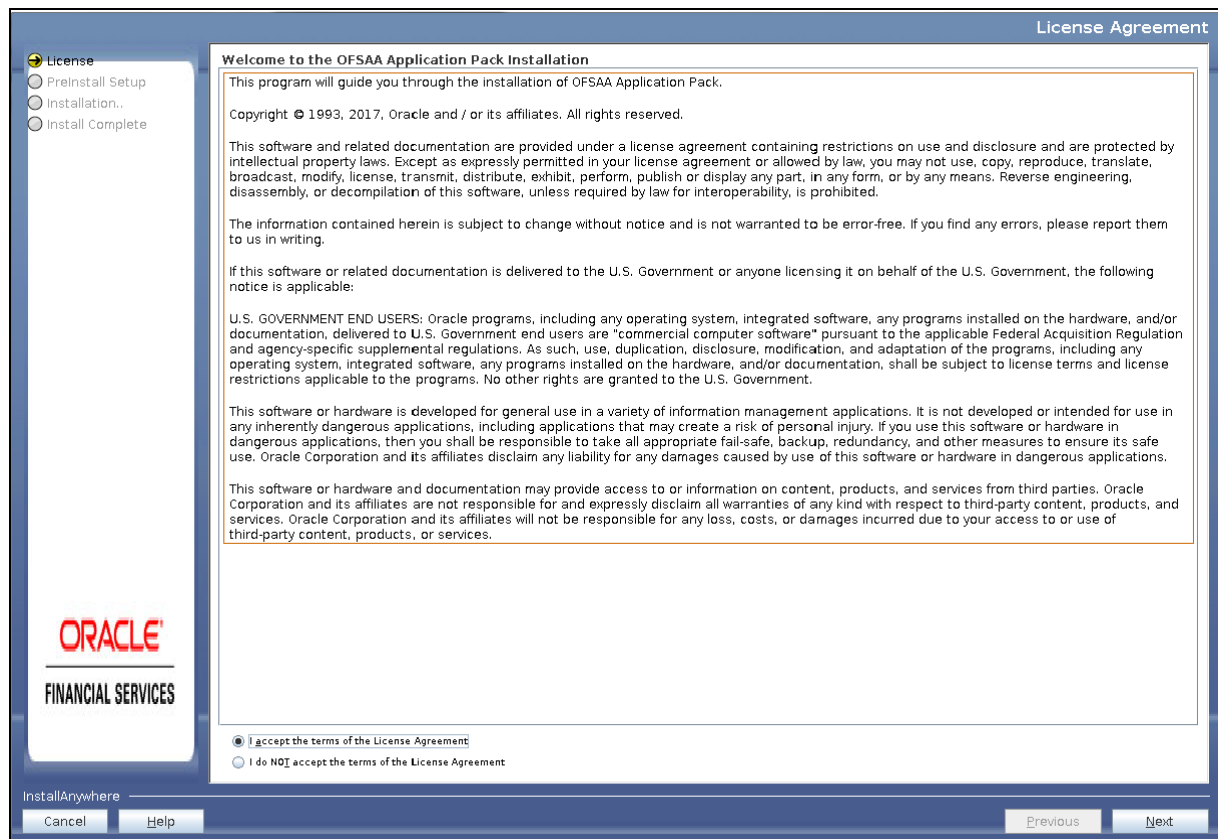 License Agreement
License
PreInstall Setup
Installation..
Install Complete
Welcome to the OFSAA Application Pack Installation
This program will guide you through the installation of OFSAA Application Pack.
Copyright © 1993, 2017, Oracle and / or its affiliates. All rights reserved.
This software and related documentation are provided under a license agreement containing restrictions on use and disclosure and are protected by
intellectual property laws. Except as expressly permitted in your license agreement or allowed by law, you may not use, copy, reproduce, translate,
broadcast, modify, license, transmit, distribute, exhibit, perform, publish or display any part, in any form, or by any means. Reverse engineering,
disassembly, or decompilation of this software, unless required by law for interoperability, is prohibited.
The information contained herein is subject to change without notice and is not warranted to be error-free. If you find any errors, please report them
to us in writing.
If this software or related documentation is delivered to the U.S. Government or anyone licensing it on behalf of the U.S. Government, the following
notice is applicable:
U.S. GOVERNMENT END USERS: Oracle programs, including any operating system, integrated software, any programs installed on the hardware, and/or
documentation, delivered to U.S. Government end users are "commercial computer software" pursuant to the applicable Federal Acquisition Regulation
and agency-specific supplemental regulations. As such, use, duplication, disclosure, modification, and adaptation of the programs, including any
operating system, integrated software, any programs installed on the hardware, and/or documentation, shall be subject to license terms and license
restrictions applicable to the programs. No other rights are granted to the U.S. Government.
This software or hardware is developed for general use in a variety of information management applications. It is not developed or intended for use in
any inherently dangerous applications, including applications that may create a risk of personal injury. If you use this software or hardware in
dangerous applications, then you shall be responsible to take all appropriate fail-safe, backup, redundancy, and other measures to ensure its safe
use. Oracle Corporation and its affiliates disclaim any liability for any damages caused by use of this software or hardware in dangerous applications.
This software or hardware and documentation may provide access to or information on content, products, and services from third parties. Oracle
Corporation and its affiliates are not responsible for and expressly disclaim all warranties of any kind with respect to third-party content, products, and
services. Oracle Corporation and its affiliates will not be responsible for any loss, costs, or damages incurred due to your access to or use of
third-party content, products, or services.
ORACLE
FINANCIAL SERVICES
I accept the terms of the License Agreement
I do NOT accept the terms of the License Agreement
InstallAnywhere
Cancel
Help
Previous
Next